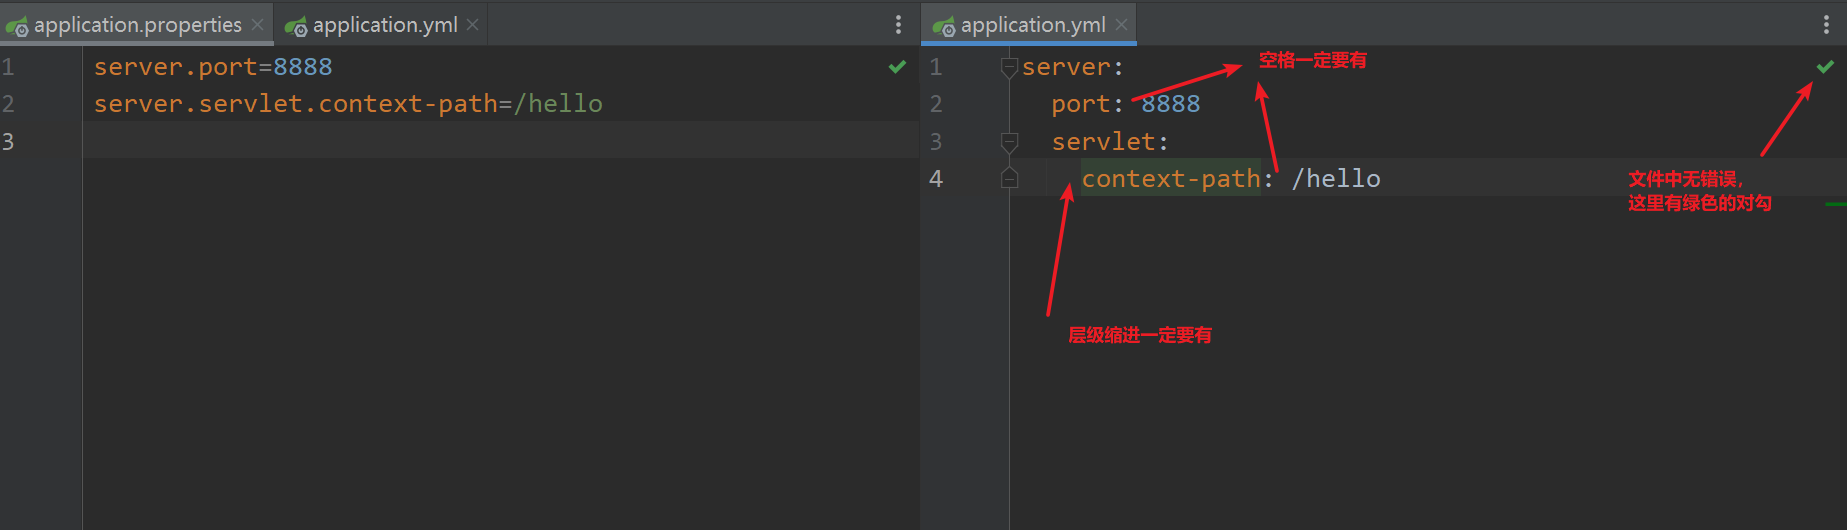 application.properties
application.yml
1 server.port=8888
2 server.servlet.context-path=/hello
3
application.yml
1 server:
空格一定要有
2   port: 8888
3   servlet:
4     context-path: /hello
文件中无错误，
这里有绿色的对勾
层级缩进一定要有